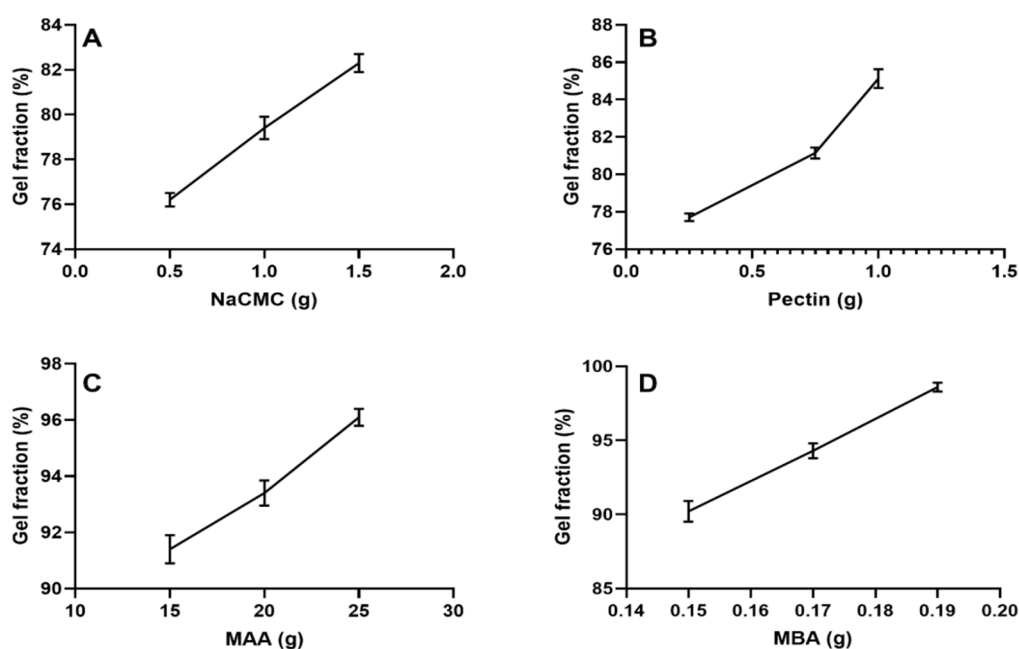 A
Gel fraction (%)
84
82
80
78
76
74
0.0 0.5 1.0 1.5 2.0
NaCMC (g)
B
Gel fraction (%)
88
86
84
82
80
78
76
0.0 0.5 1.0 1.5
Pectin (g)
C
Gel fraction (%)
98
96
94
92
90
10 15 20 25 30
MAA (g)
D
Gel fraction (%)
100
95
90
85
0.14 0.15 0.16 0.17 0.18 0.19 0.20
MBA (g)